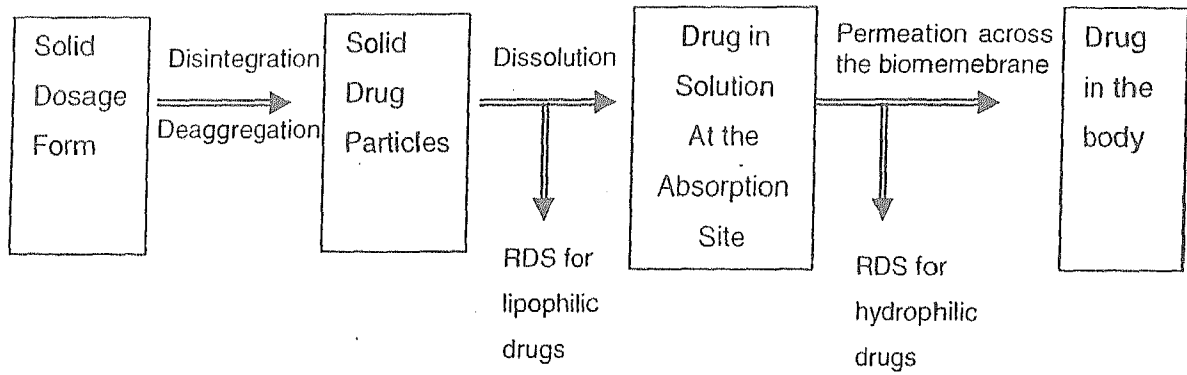 Solid
Dosage
Form
Disintegration
Deaggregation
Solid
Drug
Particles
Dissolution
RDS for
lipophilic
drugs
Drug in
Solution
At the
Absorption
Site
Permeation across
the biomemebrane
RDS for
hydrophilic
drugs
Drug
in the
body